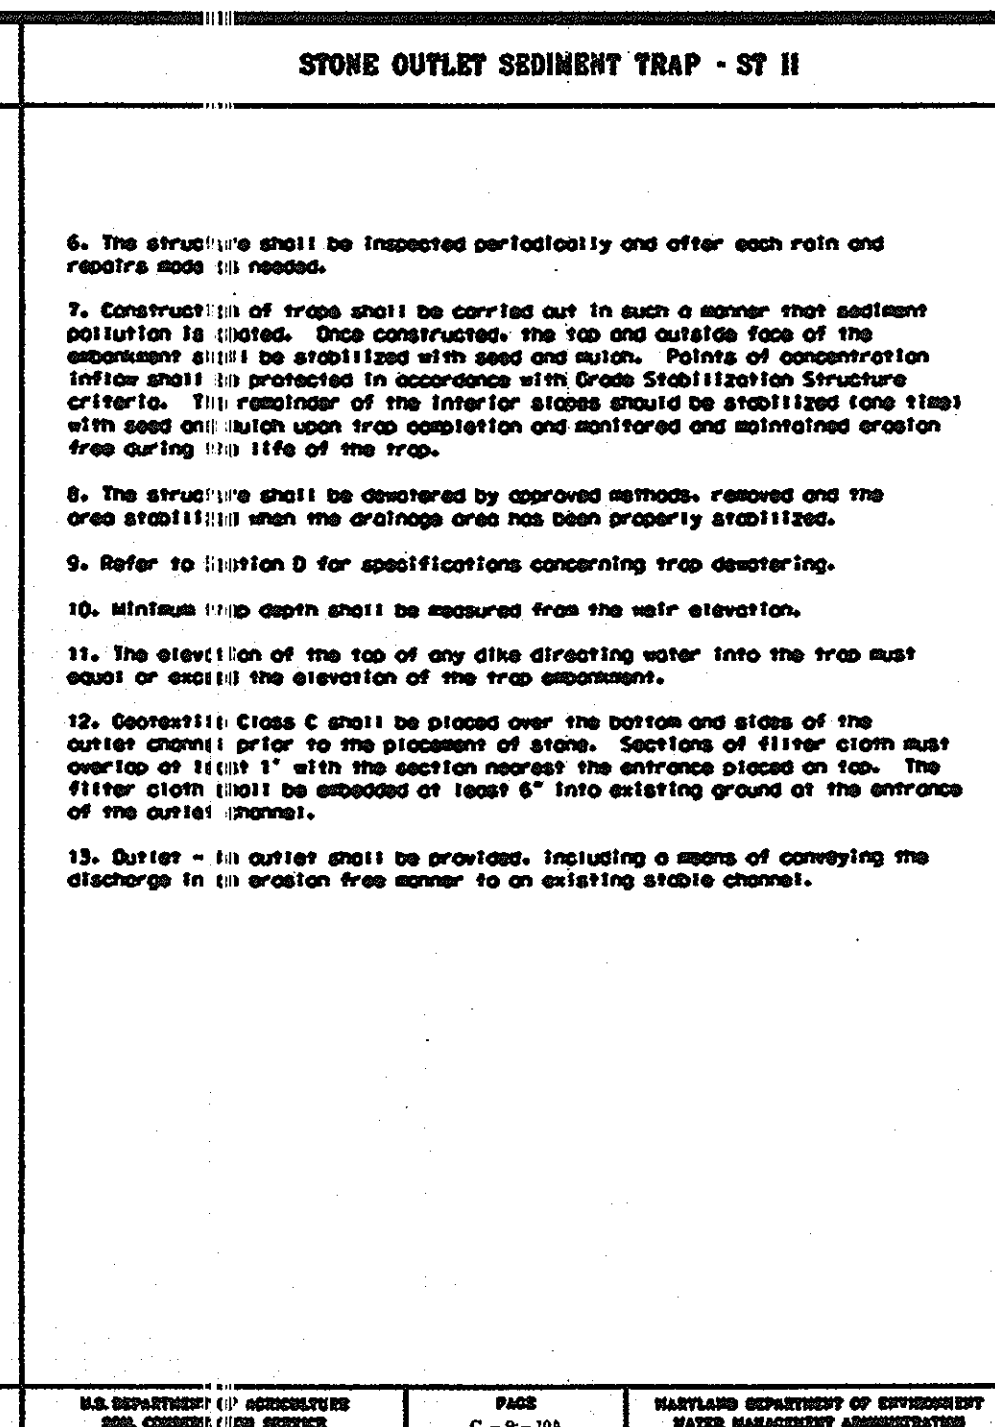 STONE OUTLET SEDIMENT TRAP - ST II
6. The structure shall be inspected periodically and after each rain and
repairs made as needed.
7. Construction of traps shall be carried out in such a manner that sediment
pollution is abated. Once constructed, the top and outside face of the
embankment shall be stabilized with seed and mulch. Points of concentration
inflow shall be protected in accordance with Grade Stabilization Structure
criteria. The remainder of the interior slopes should be stabilized (one time)
with seed and mulch upon trap completion and monitored and maintained erosion
free during the life of the trap.
8. The structure shall be dewatered by approved methods, removed and the
area stabilized when the drainage area has been properly stabilized.
9. Refer to Section D for specifications concerning trap dewatering.
10. Minimum trap depth shall be measured from the weir elevation.
11. The elevation of the top of any dike directing water into the trap must
equal or exceed the elevation of the trap embankment.
12. Geotextile Class C shall be placed over the bottom and sides of the
outlet channel prior to the placement of stone. Sections of filter cloth must
overlap at least 1' with the section nearest the entrance placed on top. The
filter cloth shall be embedded at least 6" into existing ground at the entrance
of the outlet channel.
13. Outlet - An outlet shall be provided, including a means of conveying the
discharge in an erosion free manner to an existing stable channel.
U.S. DEPARTMENT OF AGRICULTURE
SOIL CONSERVATION SERVICE
PAGE
C - 9 - 10A
MARYLAND DEPARTMENT OF ENVIRONMENT
WATER MANAGEMENT ADMINISTRATION